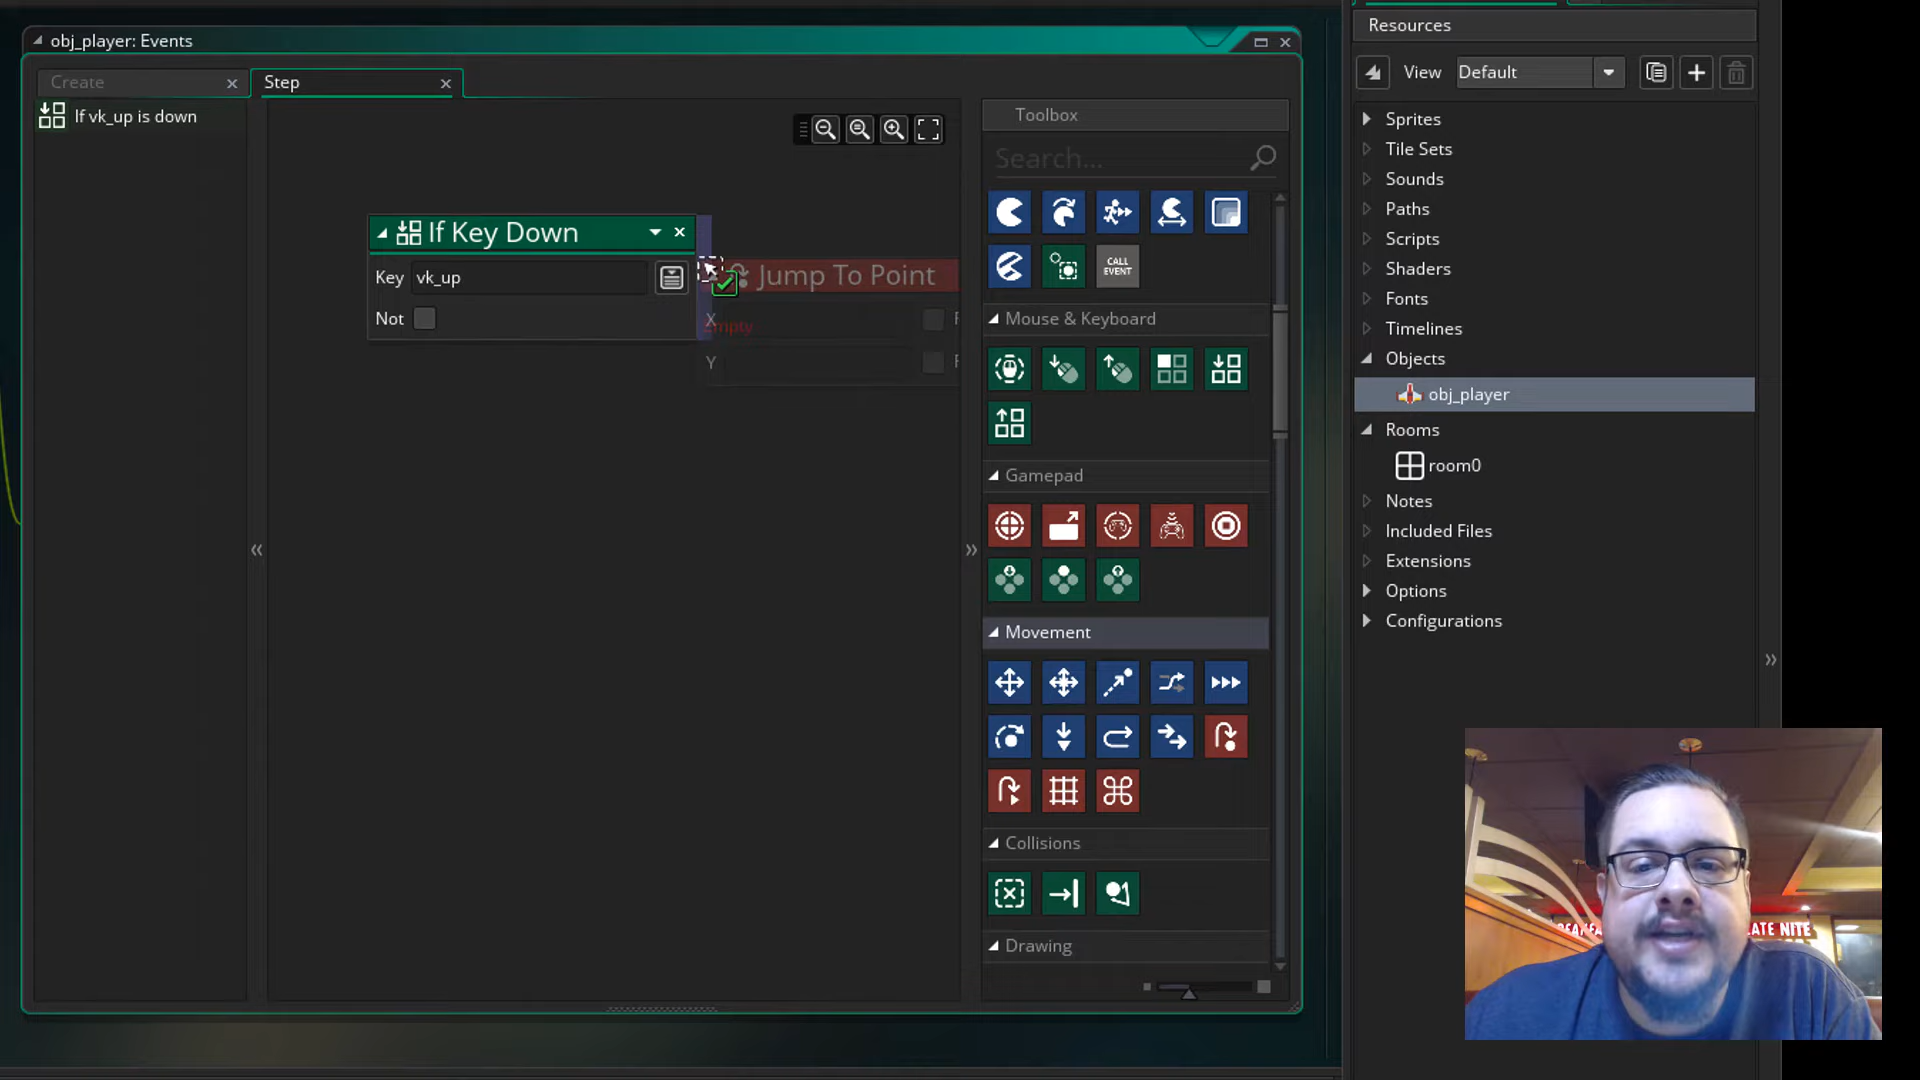 obj_player: Events
Create
Step
If vk_up is down
If Key Down
Key
vk_up
Not
Jump To Point
X
Empty
Y
Toolbox
Search...
CALL
EVENT
Mouse & Keyboard
Gamepad
Movement
Collisions
Drawing
Resources
View
Default
Sprites
Tile Sets
Sounds
Paths
Scripts
Shaders
Fonts
Timelines
Objects
obj_player
Rooms
room0
Notes
Included Files
Extensions
Options
Configurations
NITE